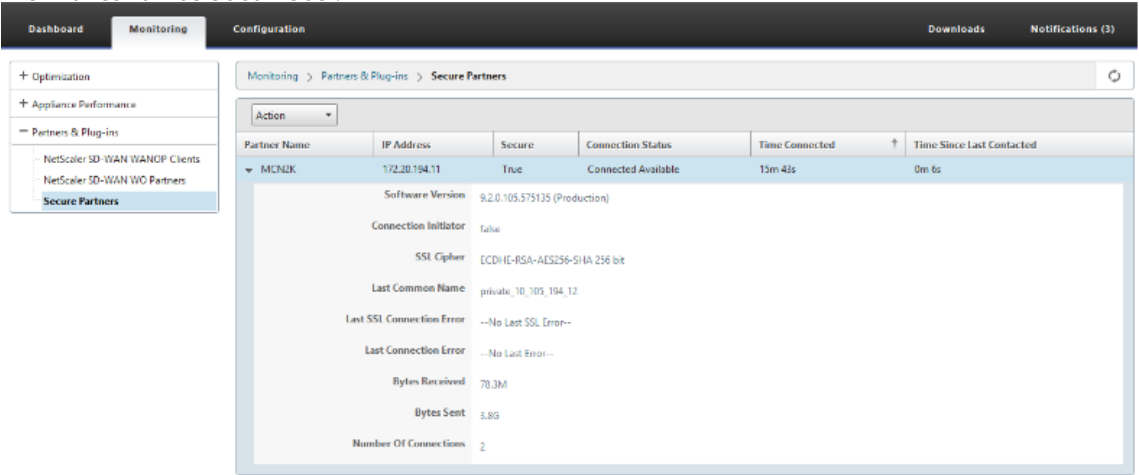 Dashboard Monitoring Configuration Downloads Notifications (3)
+ Optimization
+ Appliance Performance
− Partners & Plug-ins
NetScaler SD-WAN WANOP Clients
NetScaler SD-WAN WO Partners
Secure Partners
Monitoring > Partners & Plug-ins > Secure Partners
Action
Partner Name IP Address Secure Connection Status Time Connected ↑ Time Since Last Contacted
MCN2K 172.20.194.11 True Connected Available 15m 43s 0m 6s
Software Version 9.2.0.105.575135 (Production)
Connection Initiator false
SSL Cipher ECDHE-RSA-AES256-SHA 256 bit
Last Common Name private_10_105_194_12
Last SSL Connection Error --No Last SSL Error--
Last Connection Error --No Last Error--
Bytes Received 78.3M
Bytes Sent 3.8G
Number Of Connections 2